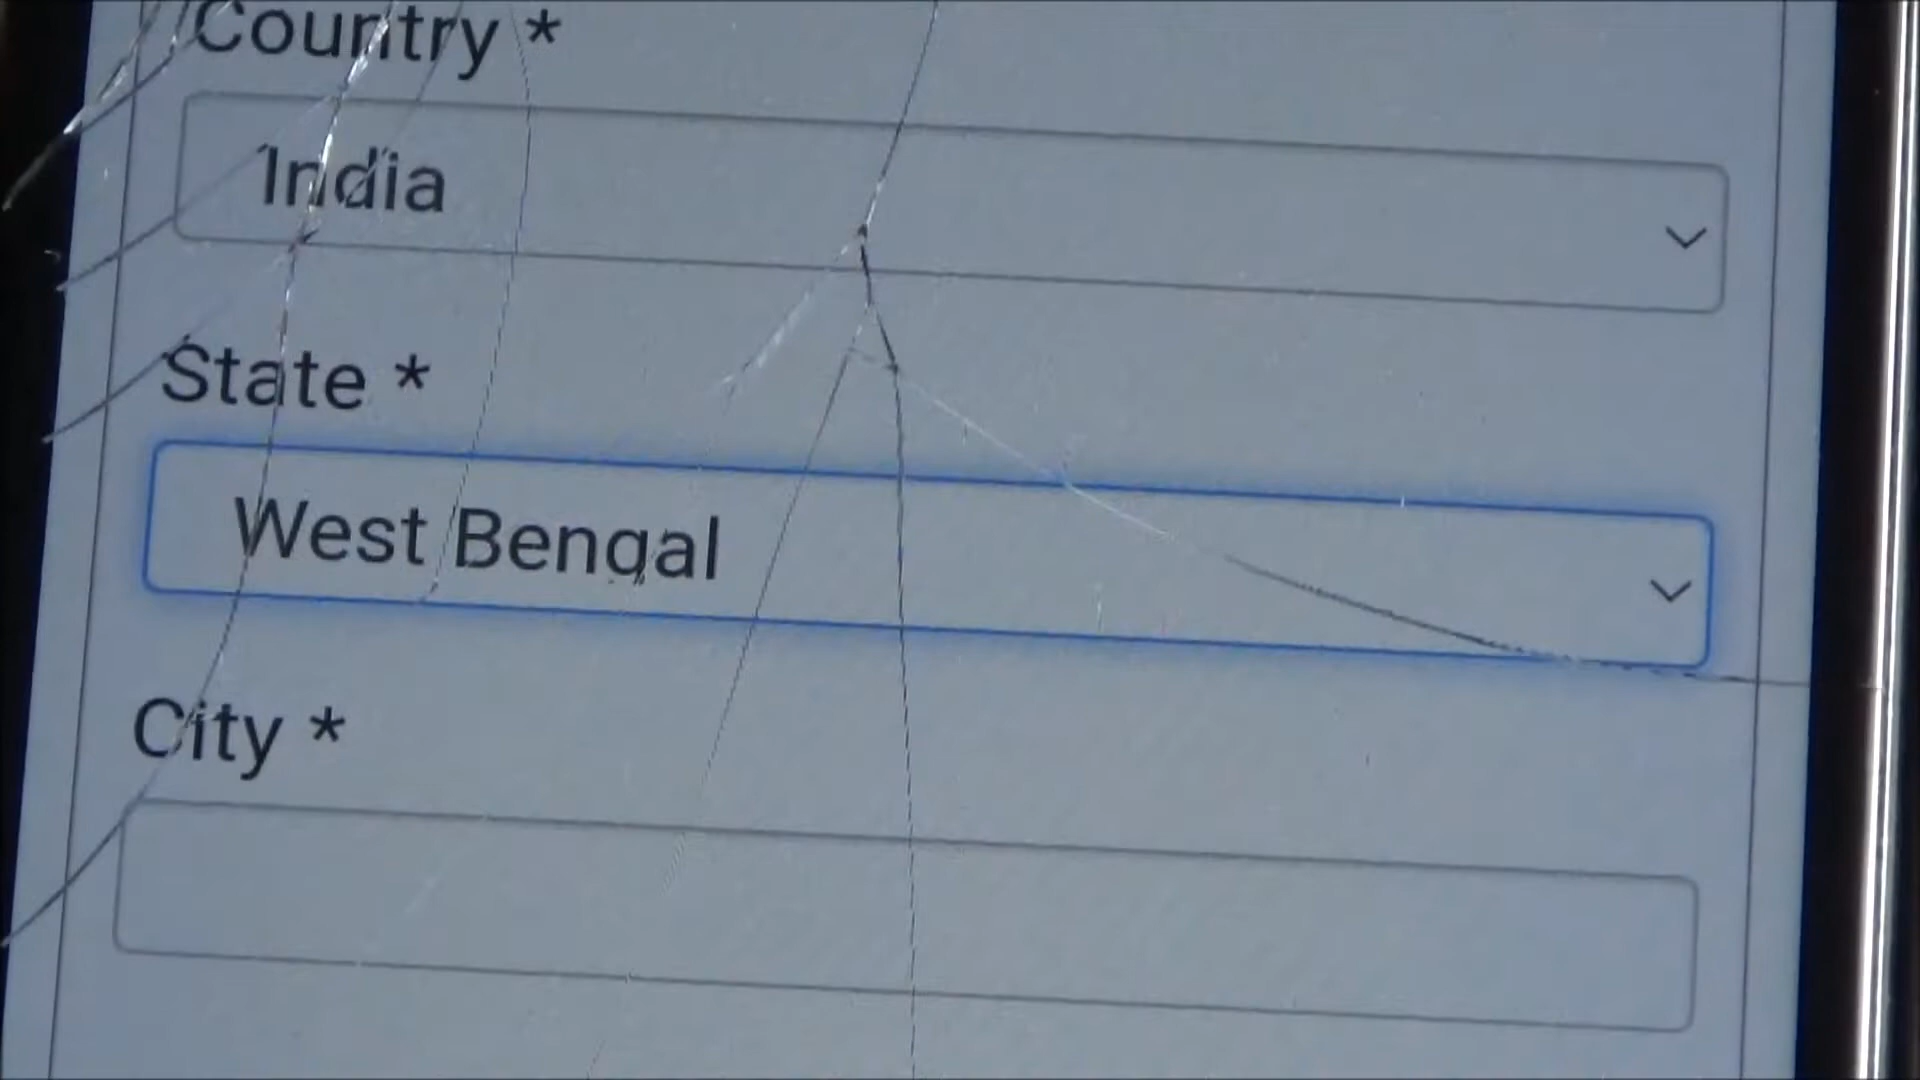 Country *
India
State *
West Bengal
City *